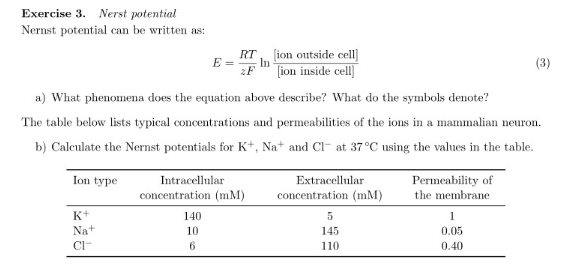 Exercise 3. Nerst potential
Nernst potential can be written as:
E = \frac{RT}{zF} \ln \frac{[ion outside cell]}{[ion inside cell]} (3)
a) What phenomena does the equation above describe? What do the symbols denote?
The table below lists typical concentrations and permeabilities of the ions in a mammalian neuron.
b) Calculate the Nernst potentials for K⁺, Na⁺ and Cl⁻ at 37 °C using the values in the table.
Ion type Intracellular Extracellular Permeability of
concentration (mM) concentration (mM) the membrane
K⁺ 140 5 1
Na⁺ 10 145 0.05
Cl⁻ 6 110 0.40